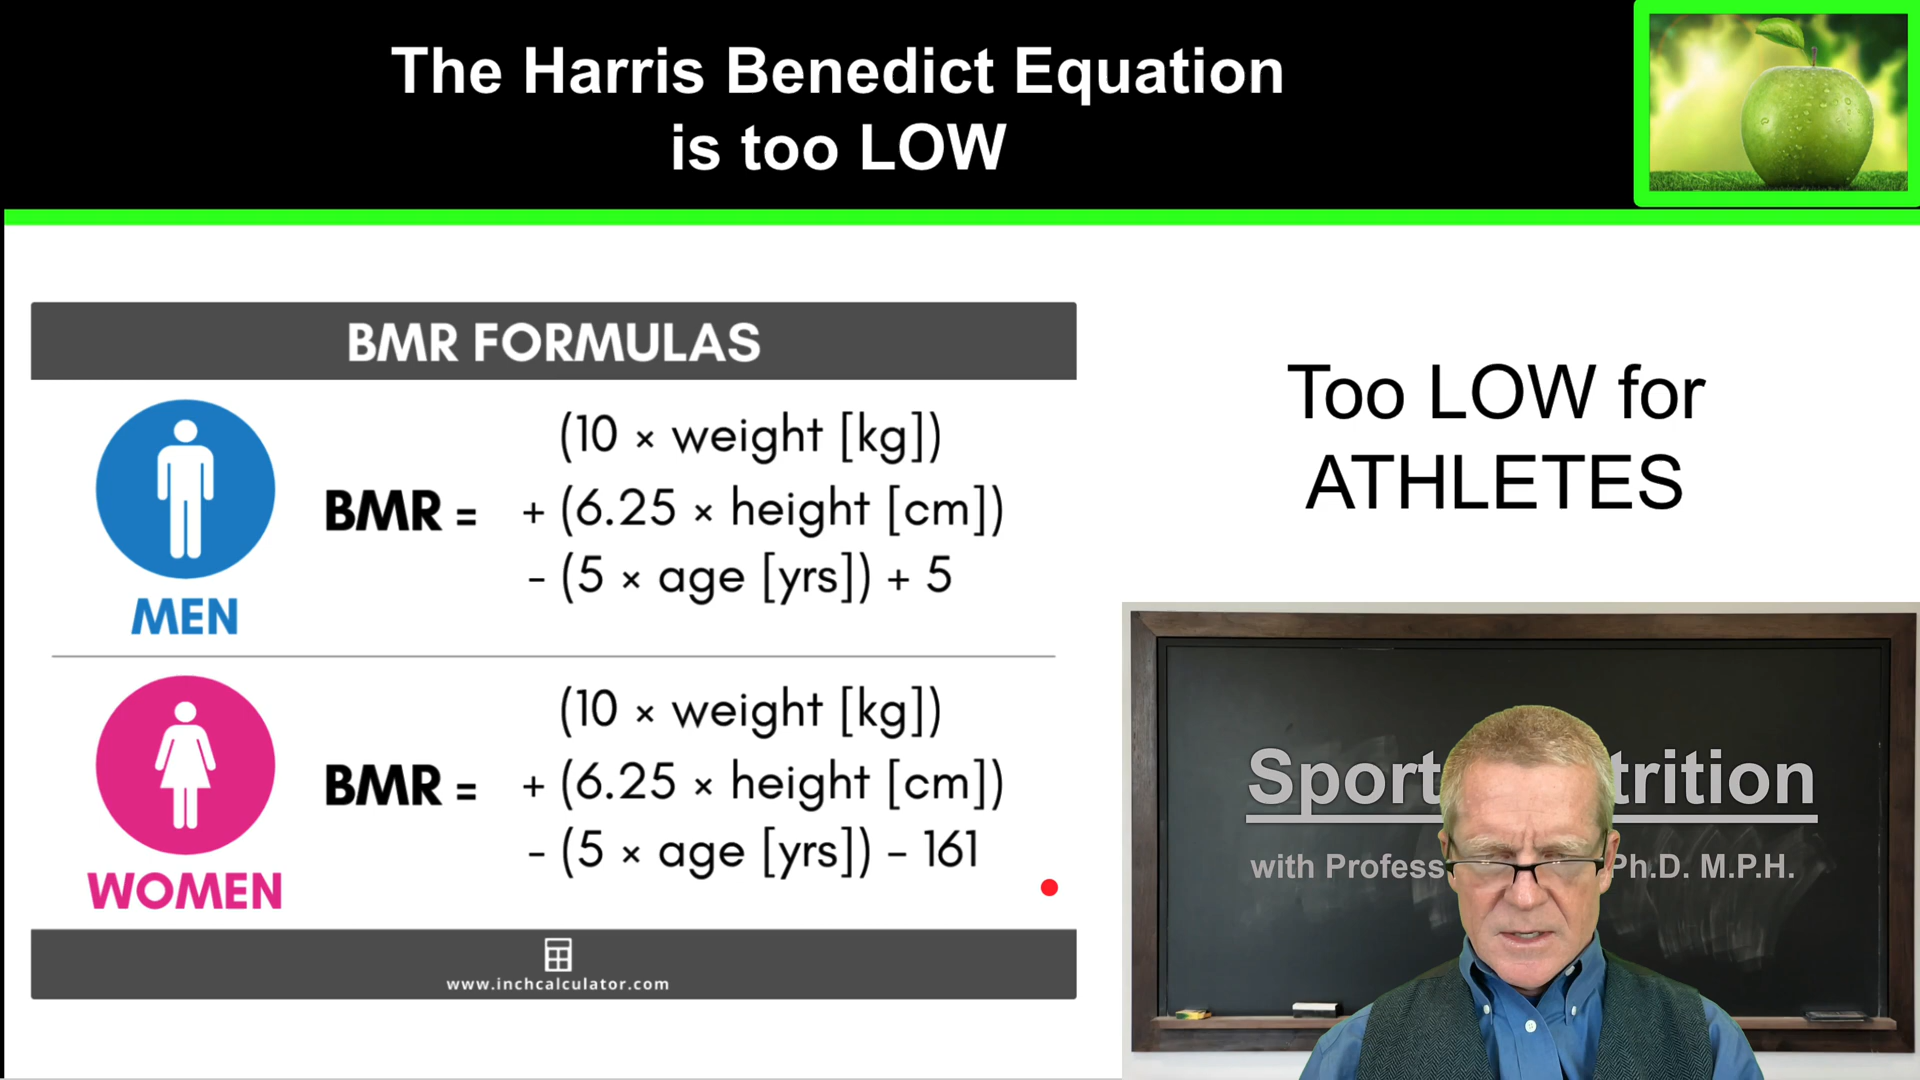 The Harris Benedict Equation
is too LOW
BMR FORMULAS
(10 × weight [kg])
BMR = + (6.25 × height [cm])
- (5 × age [yrs]) + 5
MEN
(10 × weight [kg])
BMR = + (6.25 × height [cm])
- (5 × age [yrs]) – 161
WOMEN
www.inchcalculator.com
Too LOW for
ATHLETES
Sport trition
with Profess Ph.D. M.P.H.